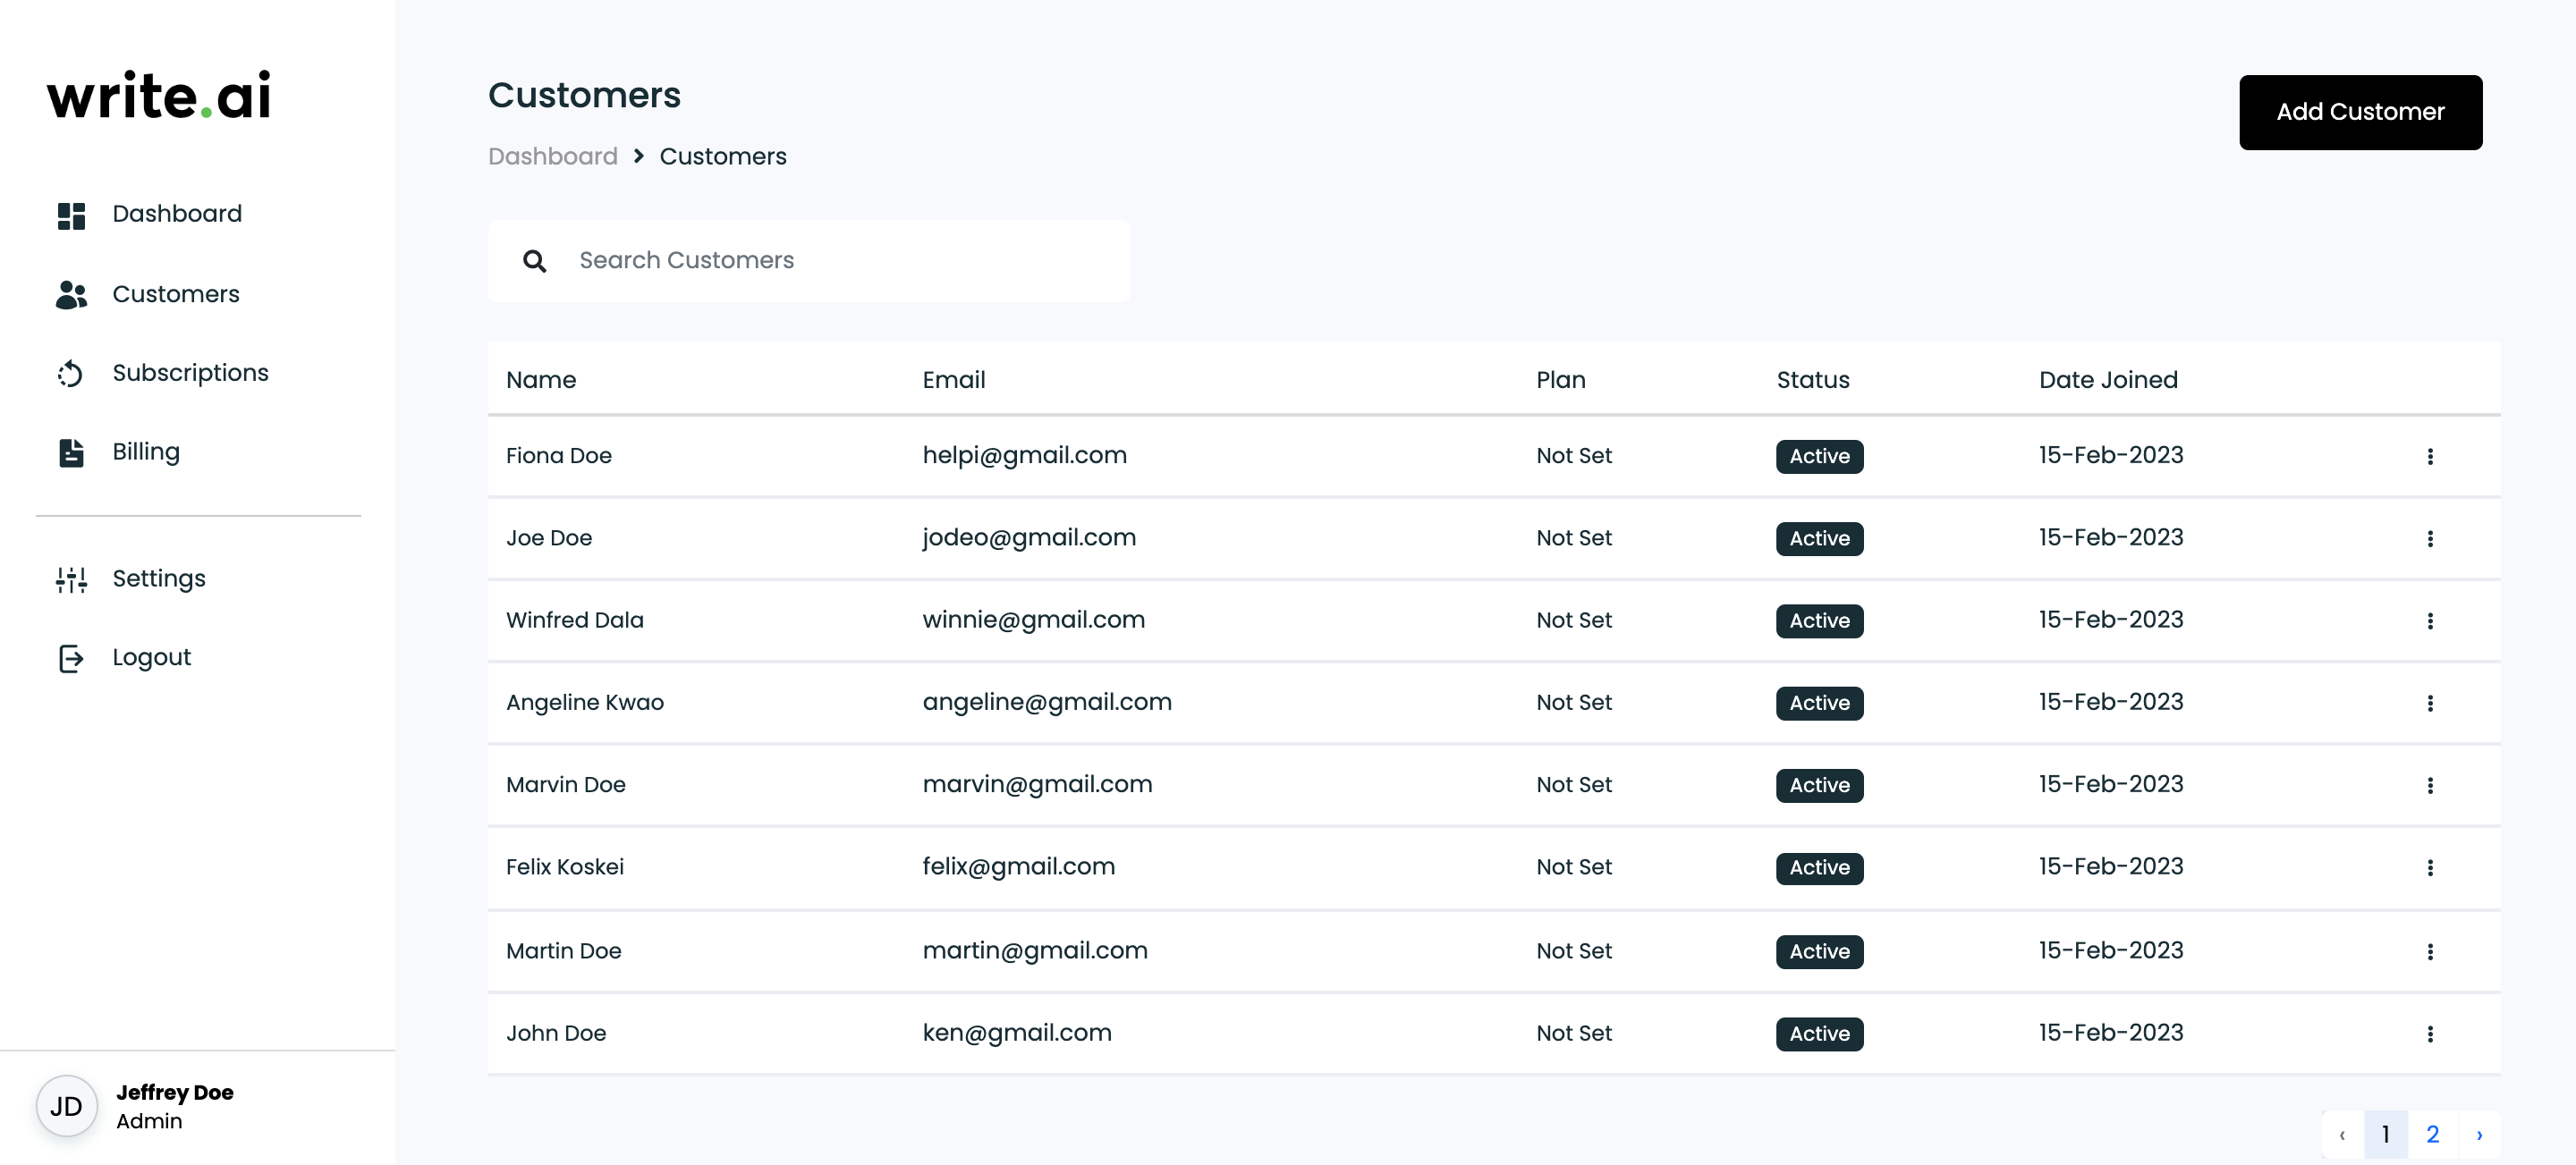 write.ai
Dashboard
Customers
Subscriptions
Billing
Settings
Logout
JD
Jeffrey Doe
Admin
Customers
Dashboard > Customers
Add Customer
Search Customers
Name Email Plan Status Date Joined
Fiona Doe helpi@gmail.com Not Set Active 15-Feb-2023
Joe Doe jodeo@gmail.com Not Set Active 15-Feb-2023
Winfred Dala winnie@gmail.com Not Set Active 15-Feb-2023
Angeline Kwao angeline@gmail.com Not Set Active 15-Feb-2023
Marvin Doe marvin@gmail.com Not Set Active 15-Feb-2023
Felix Koskei felix@gmail.com Not Set Active 15-Feb-2023
Martin Doe martin@gmail.com Not Set Active 15-Feb-2023
John Doe ken@gmail.com Not Set Active 15-Feb-2023
‹ 1 2 ›